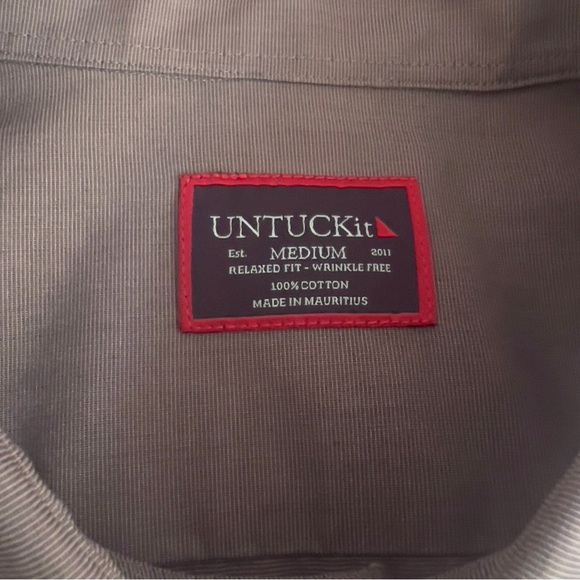 UNTUCKit
Est. MEDIUM 2011
RELAXED FIT - WRINKLE FREE
100% COTTON
MADE IN MAURITIUS